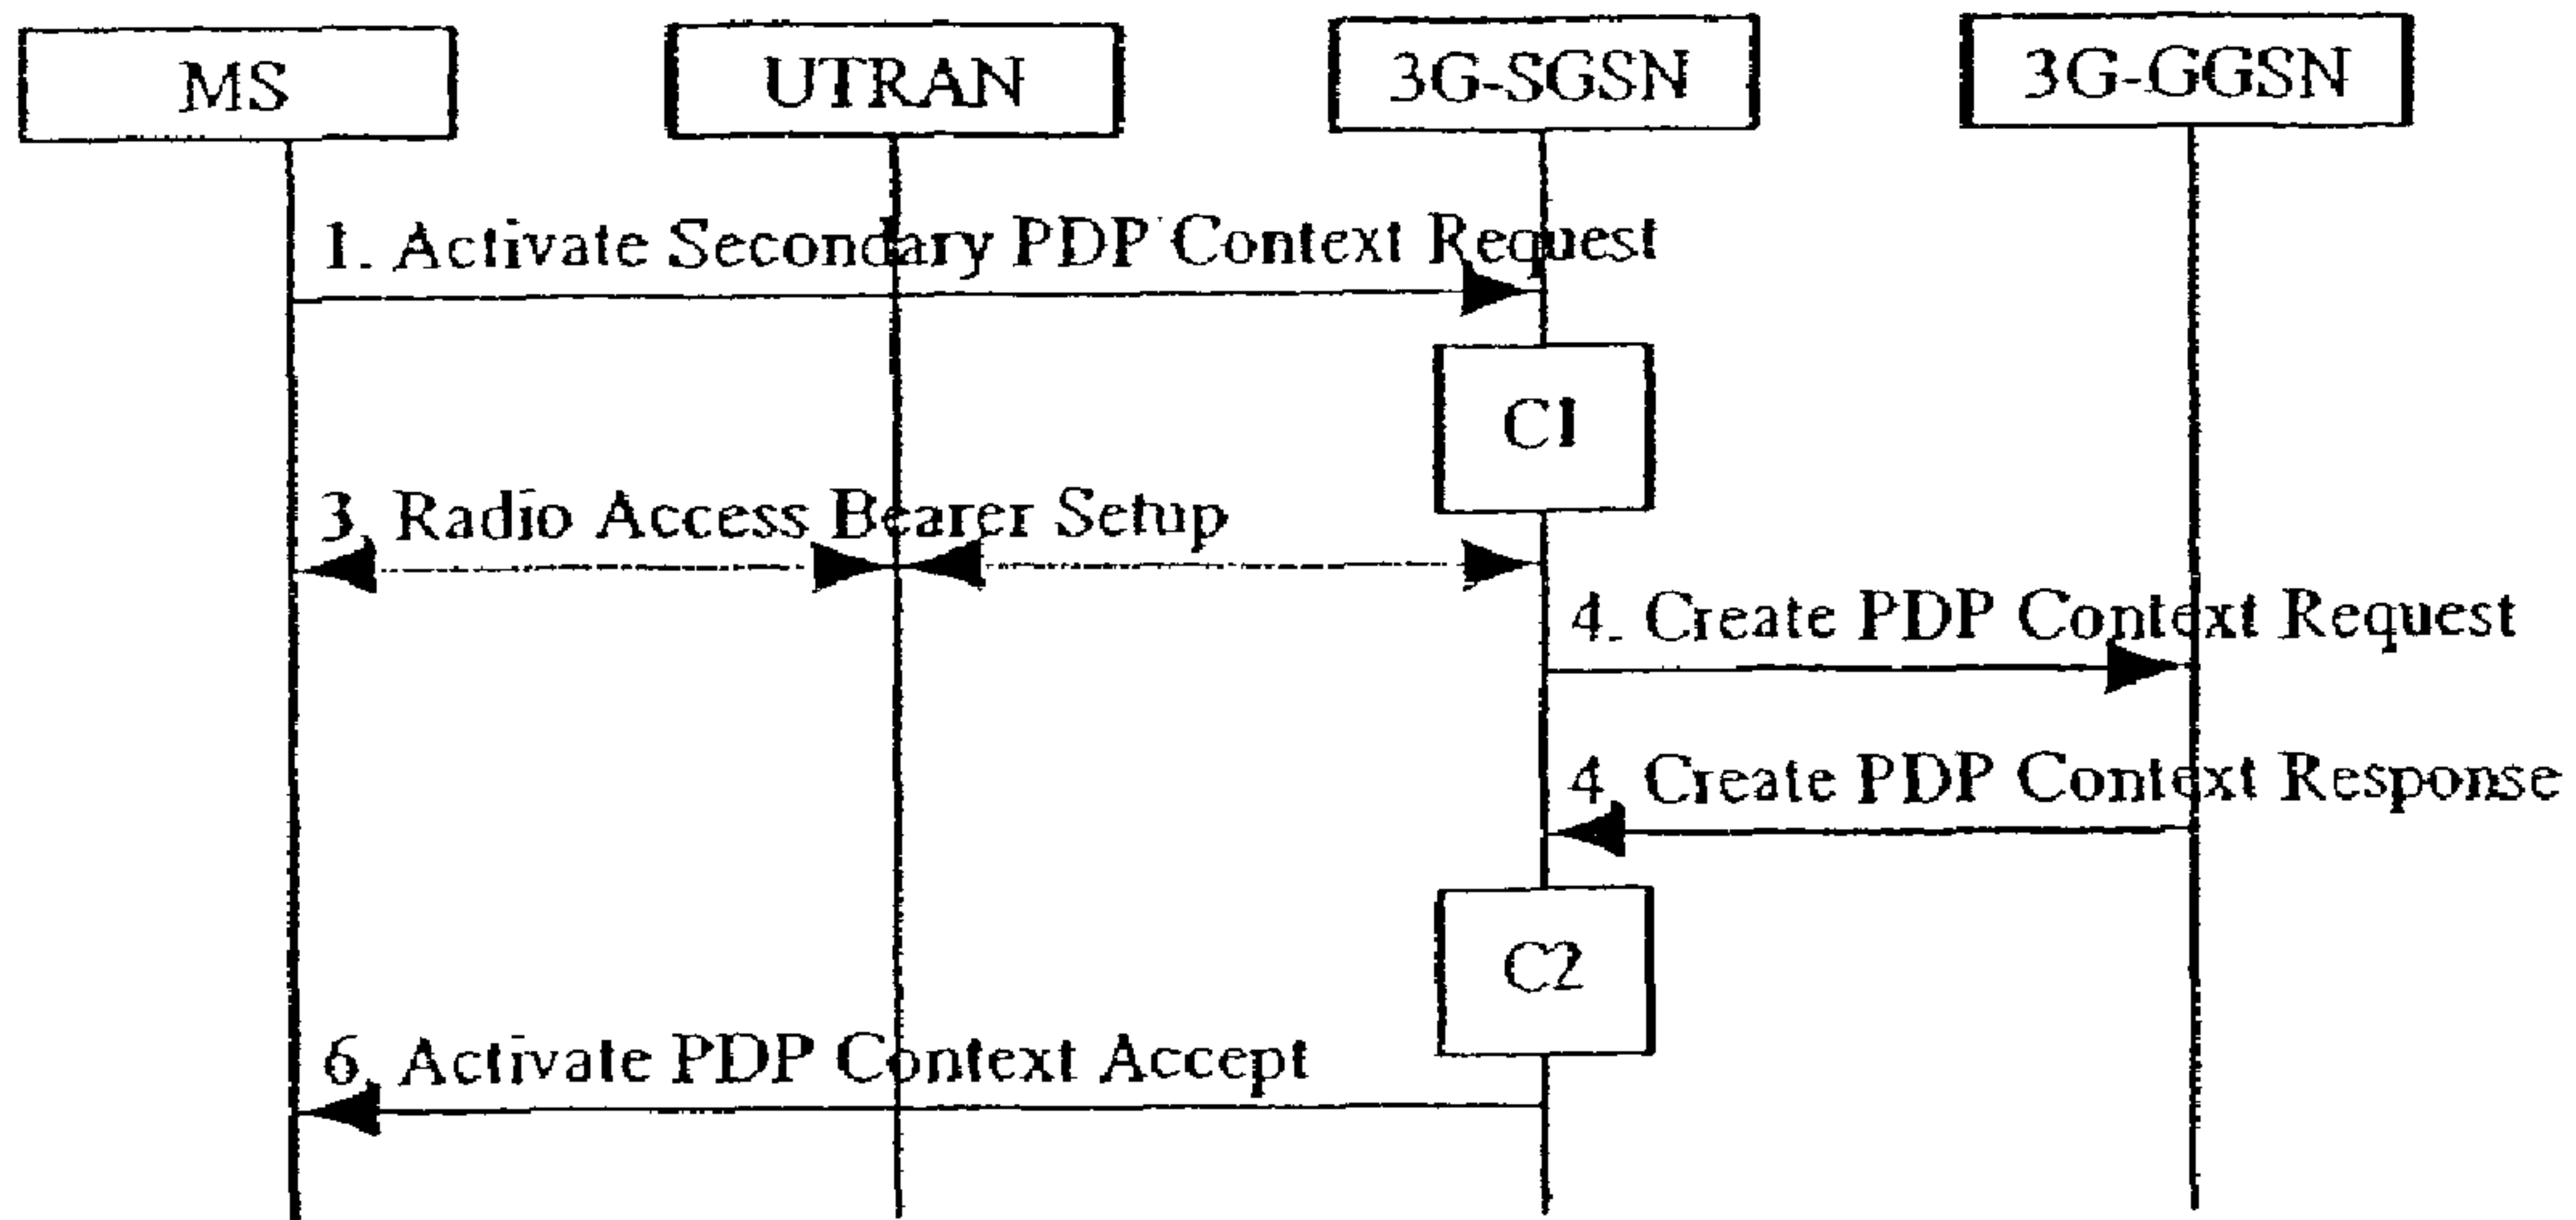 MS
UTRAN
3G-SGSN
3G-GGSN
1. Activate Secondary PDP Context Request
C1
3. Radio Access Bearer Setup
4. Create PDP Context Request
4. Create PDP Context Response
C2
6. Activate PDP Context Accept